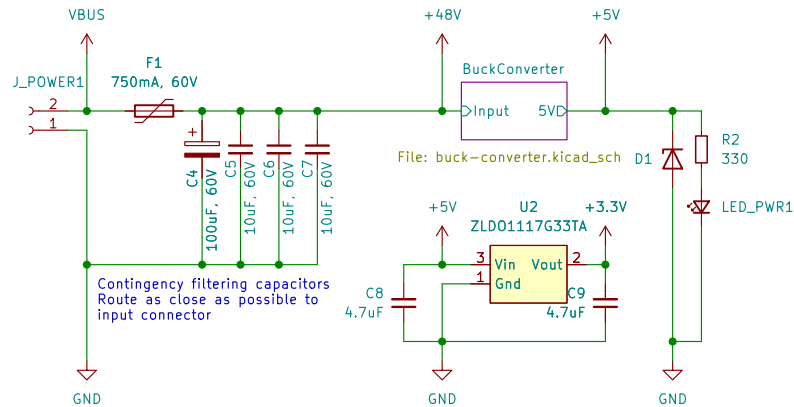 VBUS
+48V
+5V
F1
750mA, 60V
J_POWER1
2
1
BuckConverter
Input
5V
File: buck-converter.kicad_sch
C4
100uF, 60V
C5
10uF, 60V
C6
10uF, 60V
C7
10uF, 60V
D1
R2
330
LED_PWR1
+5V
U2
+3.3V
ZLDO1117G33TA
3
Vin
Vout
2
1
Gnd
C8
4.7uF
C9
4.7uF
Contingency filtering capacitors
Route as close as possible to
input connector
GND
GND
GND